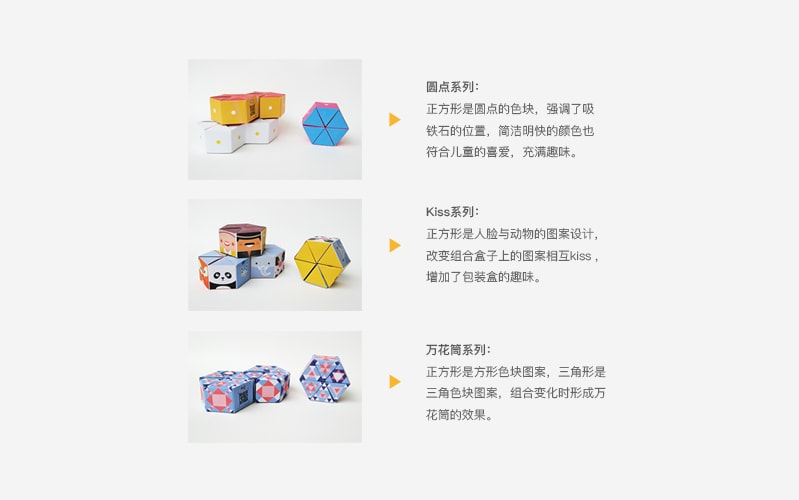 圆点系列：
正方形是圆点的色块，强调了吸
铁石的位置，简洁明快的颜色也
符合儿童的喜爱，充满趣味。
Kiss系列：
正方形是人脸与动物的图案设计，
改变组合盒子上的图案相互kiss，
增加了包装盒的趣味。
万花筒系列：
正方形是方形色块图案，三角形是
三角色块图案，组合变化时形成万
花筒的效果。